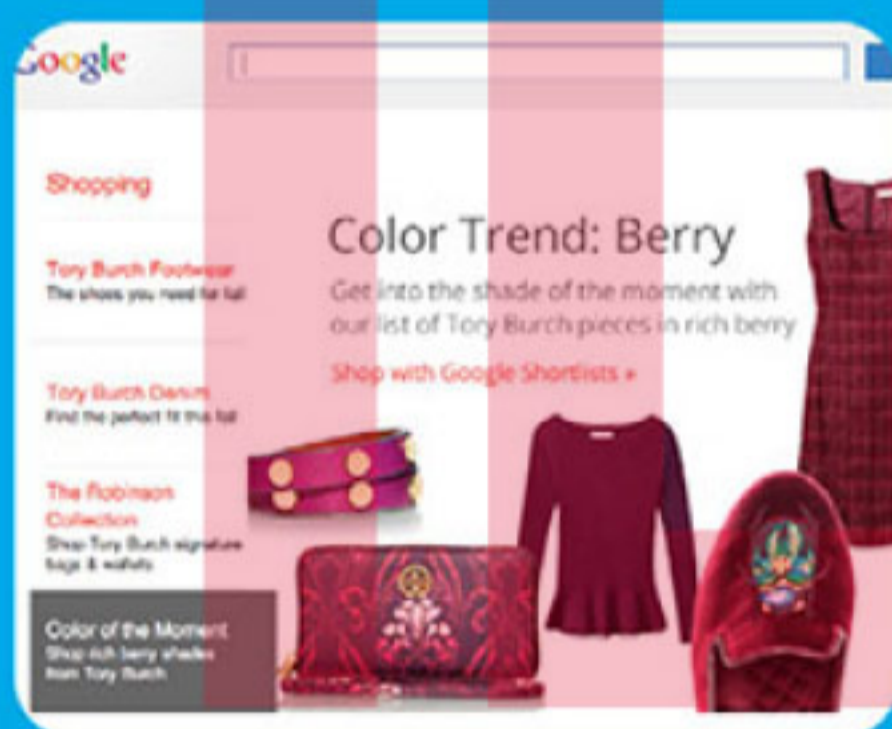 Google
Shopping
Tory Burch Footwear
The shoes you need for fall
Tory Burch Denim
Find the perfect fit this fall
The Robinson
Collection
Shop Tory Burch signature
bags & wallets
Color of the Moment
Shop rich berry shades
from Tory Burch
Color Trend: Berry
Get into the shade of the moment with
our list of Tory Burch pieces in rich berry
Shop with Google Shortlists »